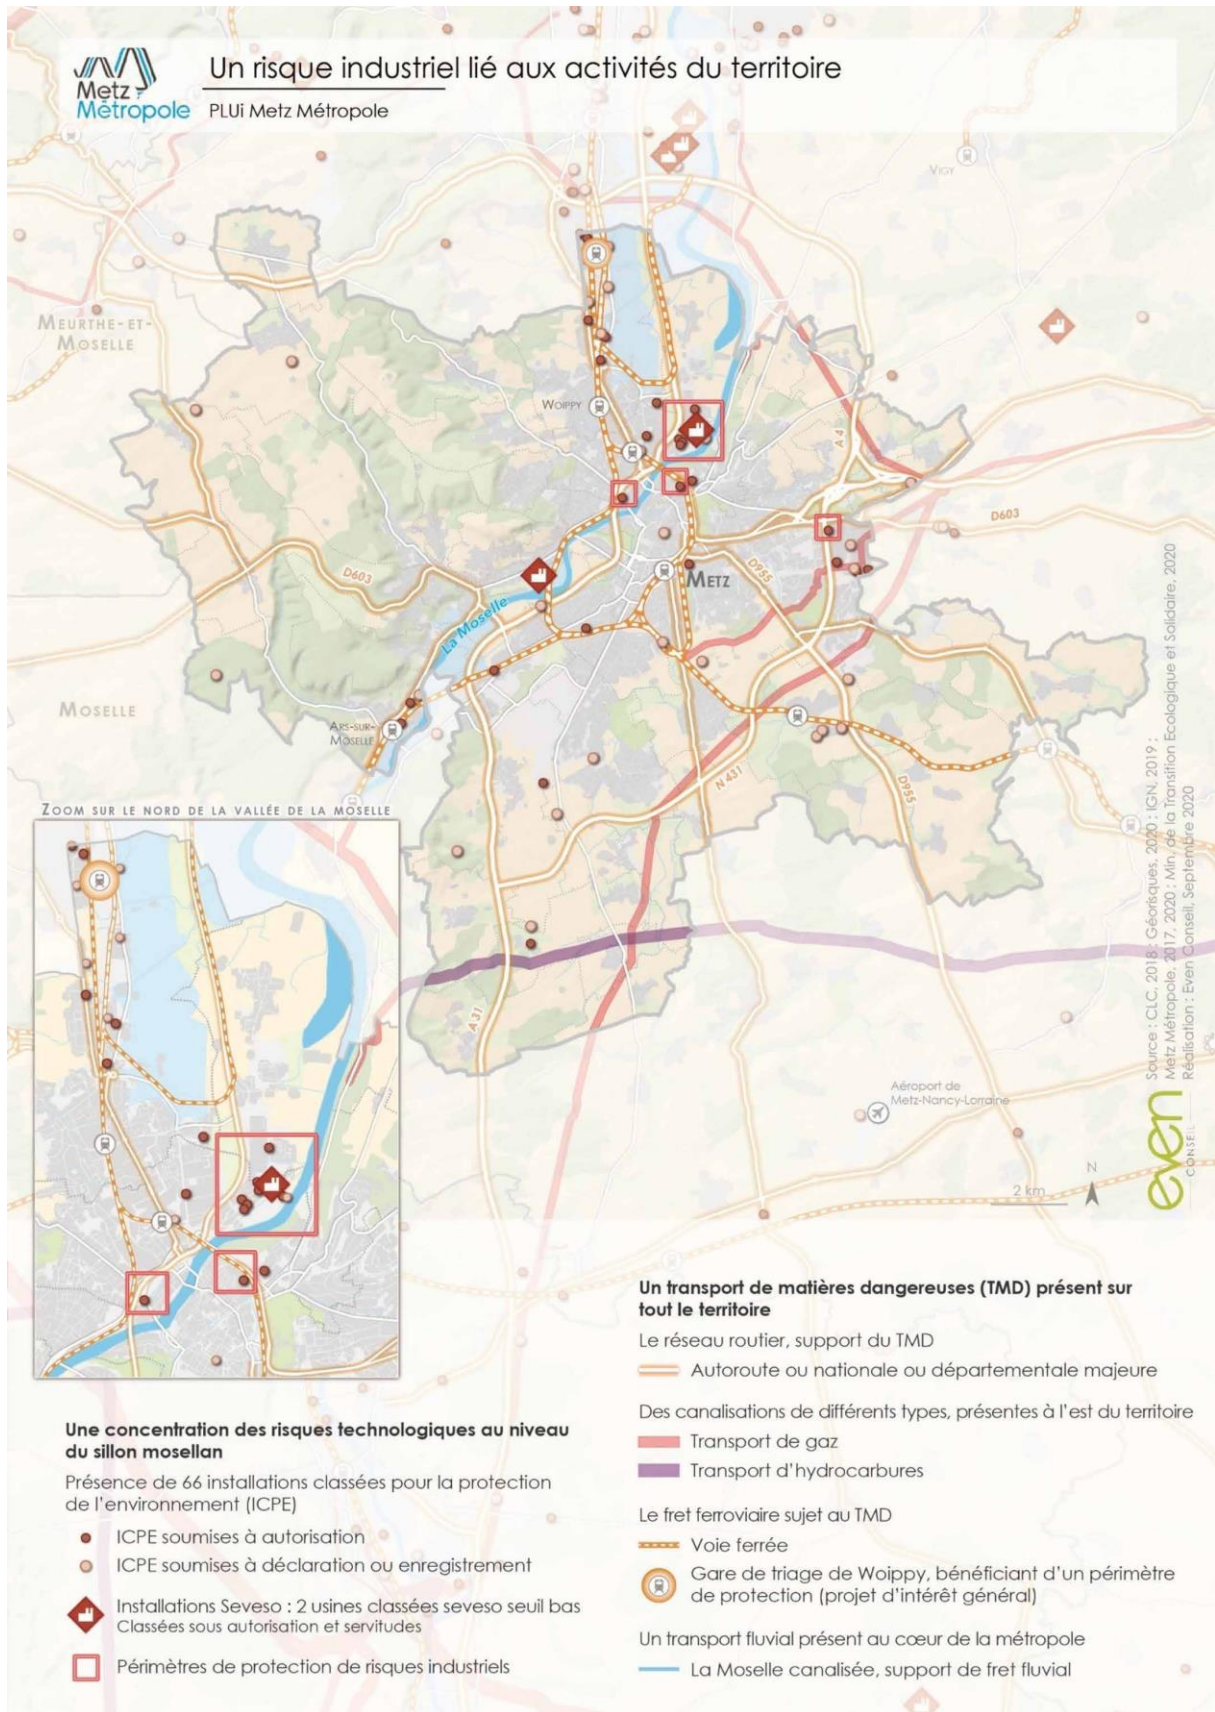 Metz
Métropole
Un risque industriel lié aux activités du territoire
PLUi Metz Métropole
VIGY
MEURTHE-ET-
MOSELLE
WOIPPY
A4
D603
D603
METZ
D955
La Moselle
MOSELLE
ARS-SUR-
MOSELLE
N431
D955
A31
ZOOM SUR LE NORD DE LA VALLÉE DE LA MOSELLE
Aéroport de
Metz-Nancy-Lorraine
N
2 km
Source : CLC, 2018 ; Géorisques, 2020 ; IGN, 2019 ;
Metz Métropole, 2017, 2020 ; Min. de la Transition Ecologique et Solidaire, 2020
Réalisation : Even Conseil, Septembre 2020
even
CONSEIL
Une concentration des risques technologiques au niveau
du sillon mosellan
Présence de 66 installations classées pour la protection
de l'environnement (ICPE)
ICPE soumises à autorisation
ICPE soumises à déclaration ou enregistrement
Installations Seveso : 2 usines classées seveso seuil bas
Classées sous autorisation et servitudes
Périmètres de protection de risques industriels
Un transport de matières dangereuses (TMD) présent sur
tout le territoire
Le réseau routier, support du TMD
Autoroute ou nationale ou départementale majeure
Des canalisations de différents types, présentes à l'est du territoire
Transport de gaz
Transport d'hydrocarbures
Le fret ferroviaire sujet au TMD
Voie ferrée
Gare de triage de Woippy, bénéficiant d'un périmètre
de protection (projet d'intérêt général)
Un transport fluvial présent au cœur de la métropole
La Moselle canalisée, support de fret fluvial